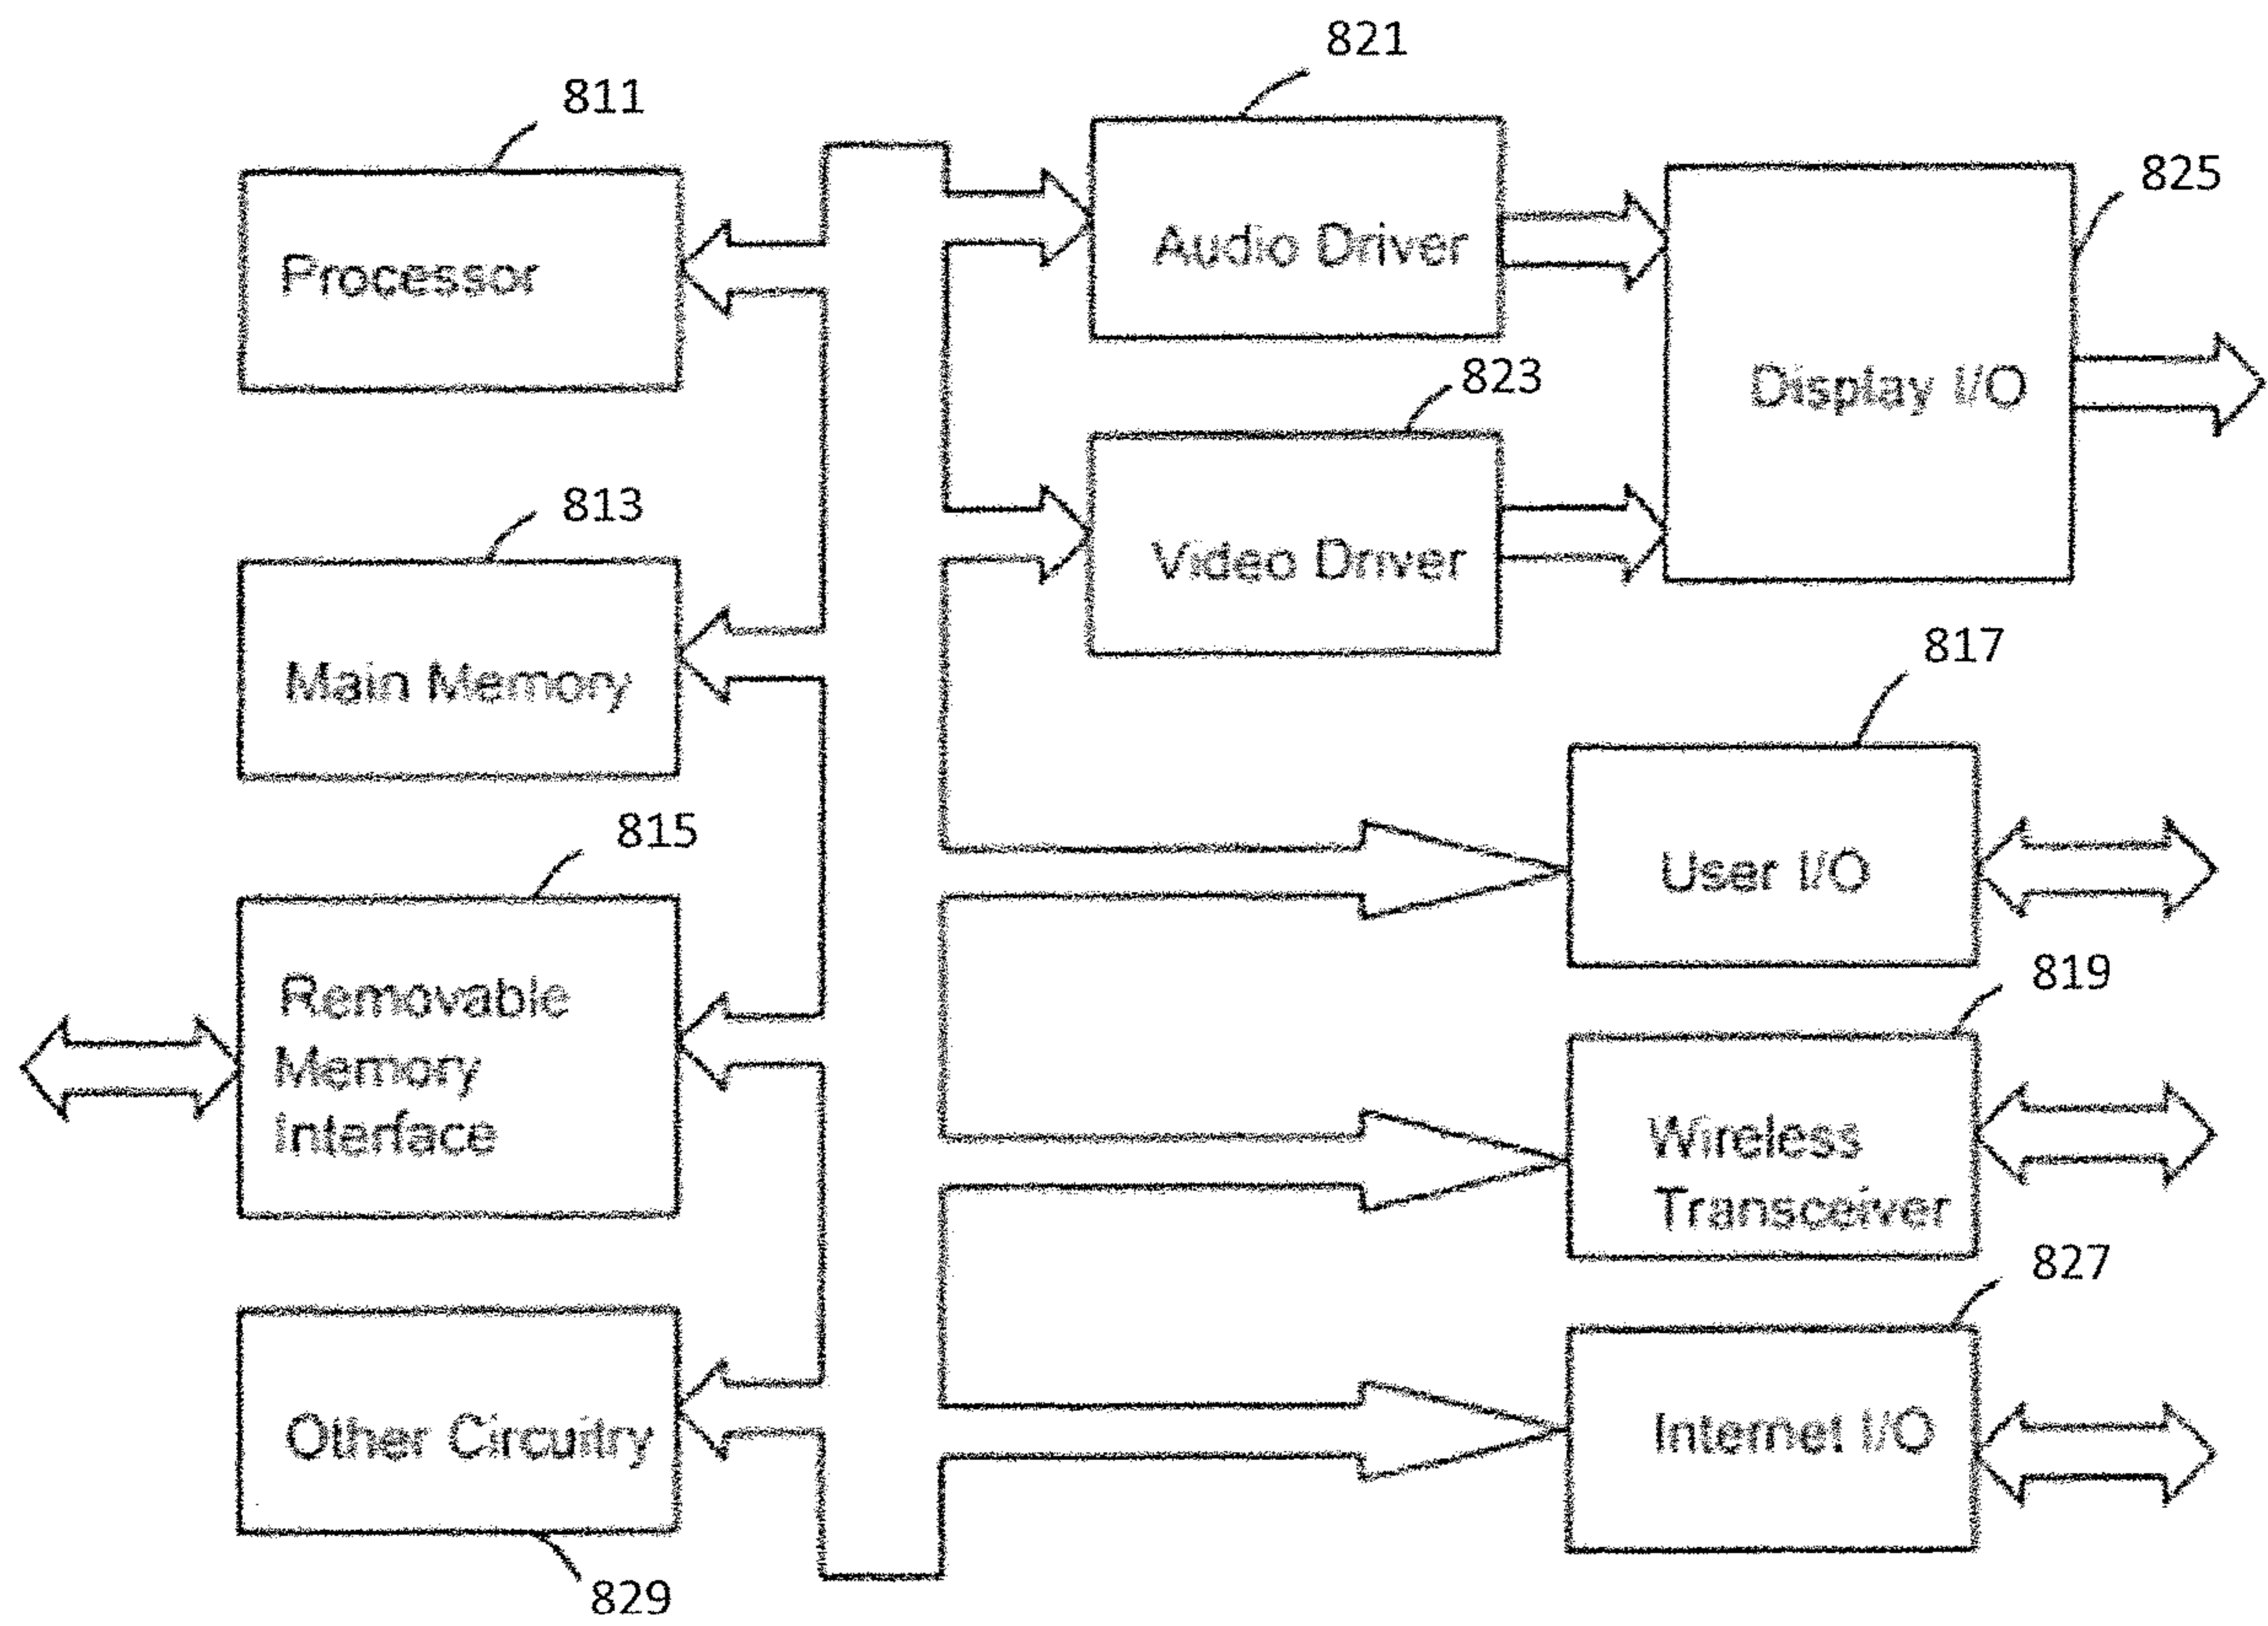 821
811
825
Audio Driver
Processor
823
Display I/O
813
Video Driver
817
Main Memory
815
User I/O
819
Removable
Memory
Interface
Wireless
Transceiver
827
Other Circuitry
Internet I/O
829